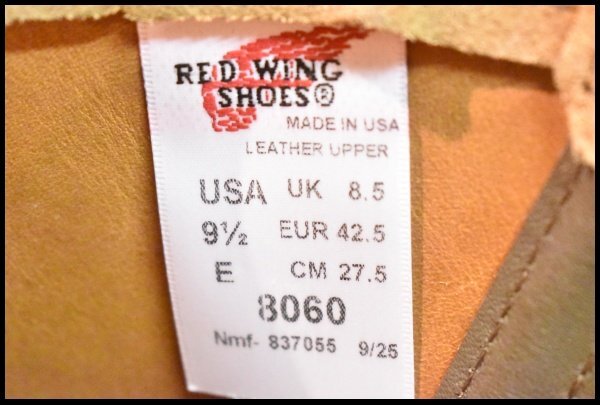 RED WING
SHOES®
MADE IN USA
LEATHER UPPER
USA UK 8.5
9½ EUR 42.5
E CM 27.5
8060
Nmf- 837055 9/25